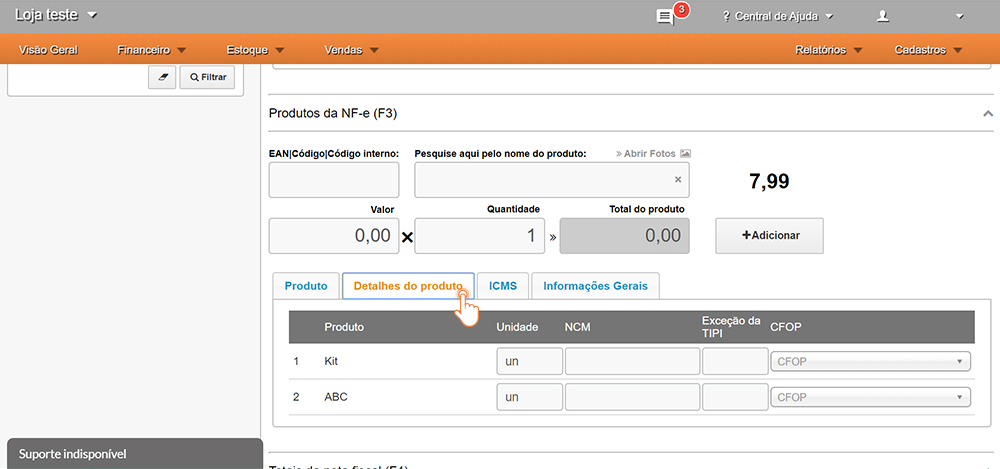 Loja teste
3
? Central de Ajuda
Visão Geral Financeiro Estoque Vendas Relatórios Cadastros
Filtrar
Produtos da NF-e (F3)
EAN|Código|Código interno: Pesquise aqui pelo nome do produto: » Abrir Fotos
×
7,99
Valor Quantidade Total do produto
0,00 × 1 » 0,00 +Adicionar
Produto Detalhes do produto ICMS Informações Gerais
Produto Unidade NCM Exceção da TIPI CFOP
1 Kit un CFOP
2 ABC un CFOP
Suporte indisponível